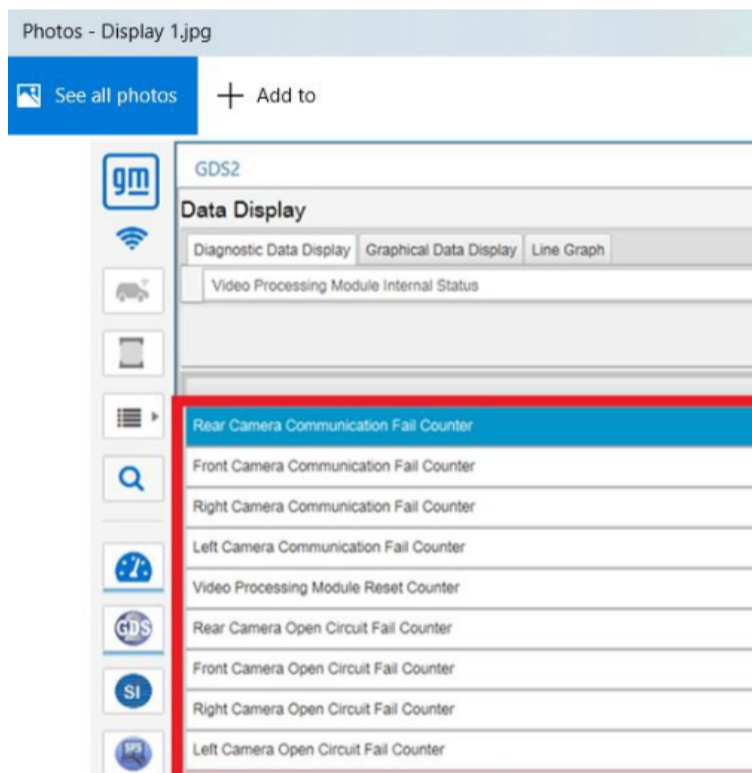 Photos - Display 1.jpg
See all photos
Add to
gm
GDS2
Data Display
Diagnostic Data Display Graphical Data Display Line Graph
Video Processing Module Internal Status
Rear Camera Communication Fail Counter
Front Camera Communication Fail Counter
Right Camera Communication Fail Counter
Left Camera Communication Fail Counter
Video Processing Module Reset Counter
Rear Camera Open Circuit Fail Counter
GDS
Front Camera Open Circuit Fail Counter
SI
Right Camera Open Circuit Fail Counter
Left Camera Open Circuit Fail Counter